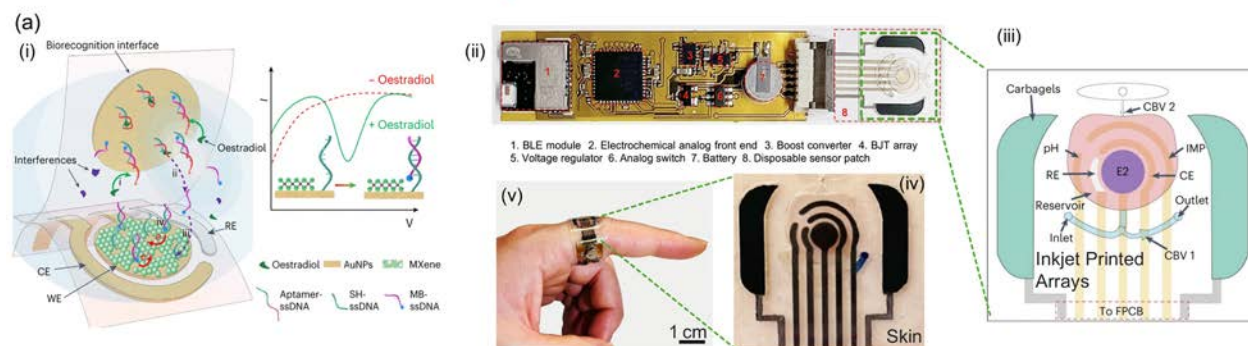 (a)
(i)
Biorecognition interface
Interferences
Oestradiol
ii
iv
iii
RE
CE
WE
I
− Oestradiol
+ Oestradiol
V
Oestradiol
AuNPs
MXene
Aptamer-
ssDNA
SH-
ssDNA
MB-
ssDNA
(ii)
1
2
3
5
4
6
7
8
1. BLE module 2. Electrochemical analog front end 3. Boost converter 4. BJT array
5. Voltage regulator 6. Analog switch 7. Battery 8. Disposable sensor patch
(v)
1 cm
(iv)
Skin
(iii)
Carbagels
CBV 2
pH
IMP
RE
E2
CE
Reservoir
Outlet
Inlet
CBV 1
Inkjet Printed
Arrays
To FPCB